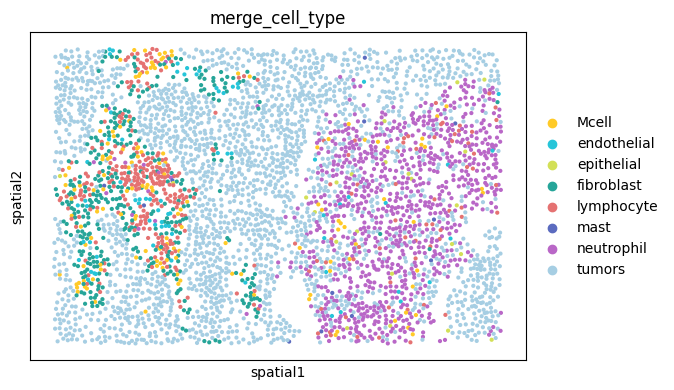 merge_cell_type
spatial2
spatial1
Mcell
endothelial
epithelial
fibroblast
lymphocyte
mast
neutrophil
tumors